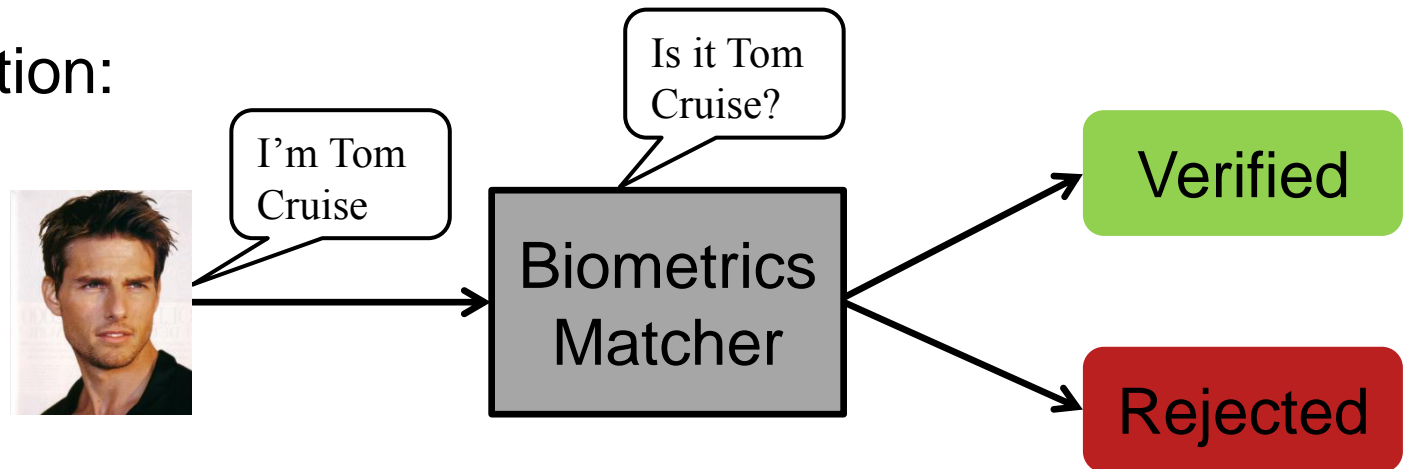 tion:
I’m Tom
Cruise
Is it Tom
Cruise?
Biometrics
Matcher
Verified
Rejected